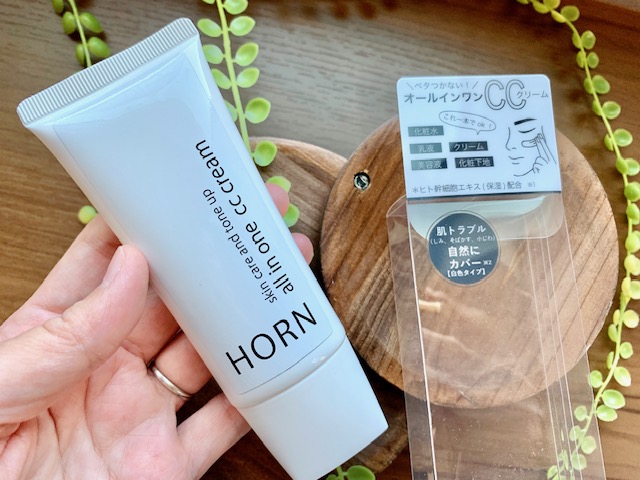 HORN
all in one cc cream
skin care and tone up
＼ベタつかない！／
オールインワンCCクリーム
これ一本でok！
化粧水
乳液 クリーム
美容液 化粧下地
＊ヒト幹細胞エキス(保湿)配合 ※1
肌トラブル
(しみ、そばかす、小じわ)
自然に
カバー※2
【白色タイプ】